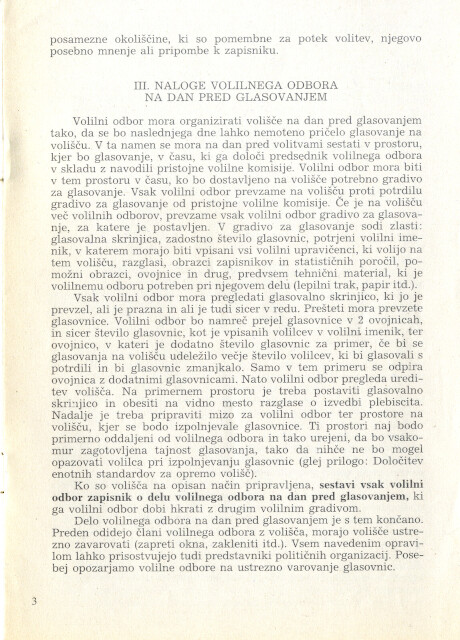 posamezne okoliščine, ki so pomembne za potek volitev, njegovo
posebno mnenje ali pripombe k zapisniku.
III. NALOGE VOLILNEGA ODBORA
NA DAN PRED GLASOVANJEM
Volilni odbor mora organizirati volišče na dan pred glasovanjem
tako, da se bo naslednjega dne lahko nemoteno pričelo glasovanje na
volišču. V ta namen se mora na dan pred volitvami sestati v prostoru,
kjer bo glasovanje, v času, ki ga določi predsednik volilnega odbora
v skladu z navodili pristojne volilne komisije. Volilni odbor mora biti
v tem prostoru v času, ko bo dostavljeno na volišče potrebno gradivo
za glasovanje. Vsak volilni odbor prevzame na volišču proti potrdilu
gradivo za glasovanje od pristojne volilne komisije. Če je na volišču
več volilnih odborov, prevzame vsak volilni odbor gradivo za glasova-
nje, za katere je postavljen. V gradivo za glasovanje sodi zlasti:
glasovalna skrinjica, zadostno število glasovnic, potrjeni volilni ime-
nik, v katerem morajo biti vpisani vsi volilni upravičenci, ki volijo na
tem volišču, razglasi, obrazci zapisnikov in statističnih poročil, po-
možni obrazci, ovojnice in drug, predvsem tehnični material, ki je
volilnemu odboru potreben pri njegovem delu (lepilni trak, papir itd.).
Vsak volilni odbor mora pregledati glasovalno skrinjico, ki jo je
prevzel, ali je prazna in ali je tudi sicer v redu. Prešteti mora prevzete
glasovnice. Volilni odbor bo namreč prejel glasovnice v 2 ovojnicah,
in sicer število glasovnic, kot je vpisanih volilcev v volilni imenik, ter
ovojnico, v kateri je dodatno število glasovnic za primer, če bi se
glasovanja na volišču udeležilo večje število volilcev, ki bi glasovali s
potrdili in bi glasovnic zmanjkalo. Samo v tem primeru se odpira
ovojnica z dodatnimi glasovnicami. Nato volilni odbor pregleda uredi-
tev volišča. Na primernem prostoru je treba postaviti glasovalno
skrinjico in obesiti na vidno mesto razglase o izvedbi plebiscita.
Nadalje je treba pripraviti mizo za volilni odbor ter prostore na
volišču, kjer se bodo izpolnjevale glasovnice. Ti prostori naj bodo
primerno oddaljeni od volilnega odbora in tako urejeni, da bo vsako-
mur zagotovljena tajnost glasovanja, tako da nihče ne bo mogel
opazovati volilca pri izpolnjevanju glasovnic (glej prilogo: Določitev
enotnih standardov za opremo volišč).
Ko so volišča na opisan način pripravljena, sestavi vsak volilni
odbor zapisnik o delu volilnega odbora na dan pred glasovanjem, ki
ga volilni odbor dobi hkrati z drugim volilnim gradivom.
Delo volilnega odbora na dan pred glasovanjem je s tem končano.
Preden odidejo člani volilnega odbora z volišča, morajo volišče ustre-
zno zavarovati (zapreti okna, zakleniti itd.). Vsem navedenim opravi-
lom lahko prisostvujejo tudi predstavniki političnih organizacij. Pose-
bej opozarjamo volilne odbore na ustrezno varovanje glasovnic.
3